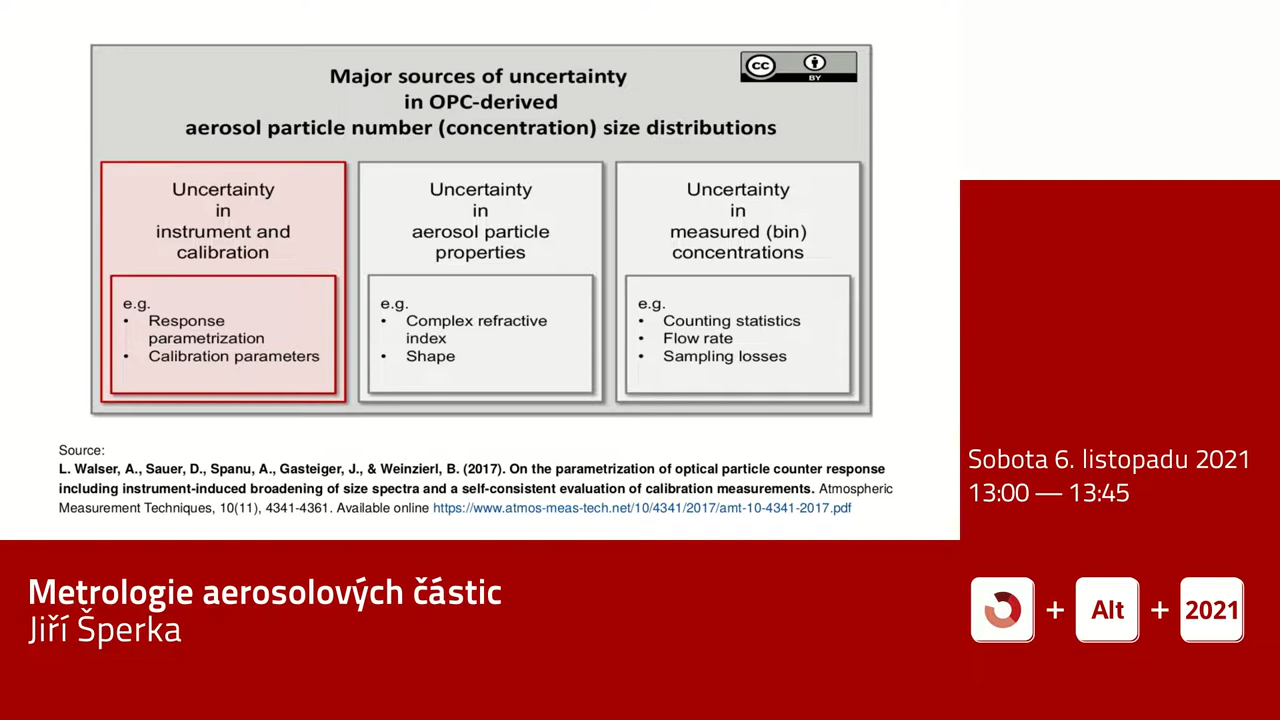 Major sources of uncertainty
in OPC-derived
aerosol particle number (concentration) size distributions
cc
BY
Uncertainty
in
instrument and
calibration
e.g.
• Response
parametrization
• Calibration parameters
Uncertainty
in
aerosol particle
properties
e.g.
• Complex refractive
index
• Shape
Uncertainty
in
measured (bin)
concentrations
e.g.
• Counting statistics
• Flow rate
• Sampling losses
Source:
L. Walser, A., Sauer, D., Spanu, A., Gasteiger, J., & Weinzierl, B. (2017). On the parametrization of optical particle counter response
including instrument-induced broadening of size spectra and a self-consistent evaluation of calibration measurements. Atmospheric
Measurement Techniques, 10(11), 4341-4361. Available online https://www.atmos-meas-tech.net/10/4341/2017/amt-10-4341-2017.pdf
Sobota 6. listopadu 2021
13:00 — 13:45
Metrologie aerosolových částic
Jiří Šperka
+ Alt + 2021